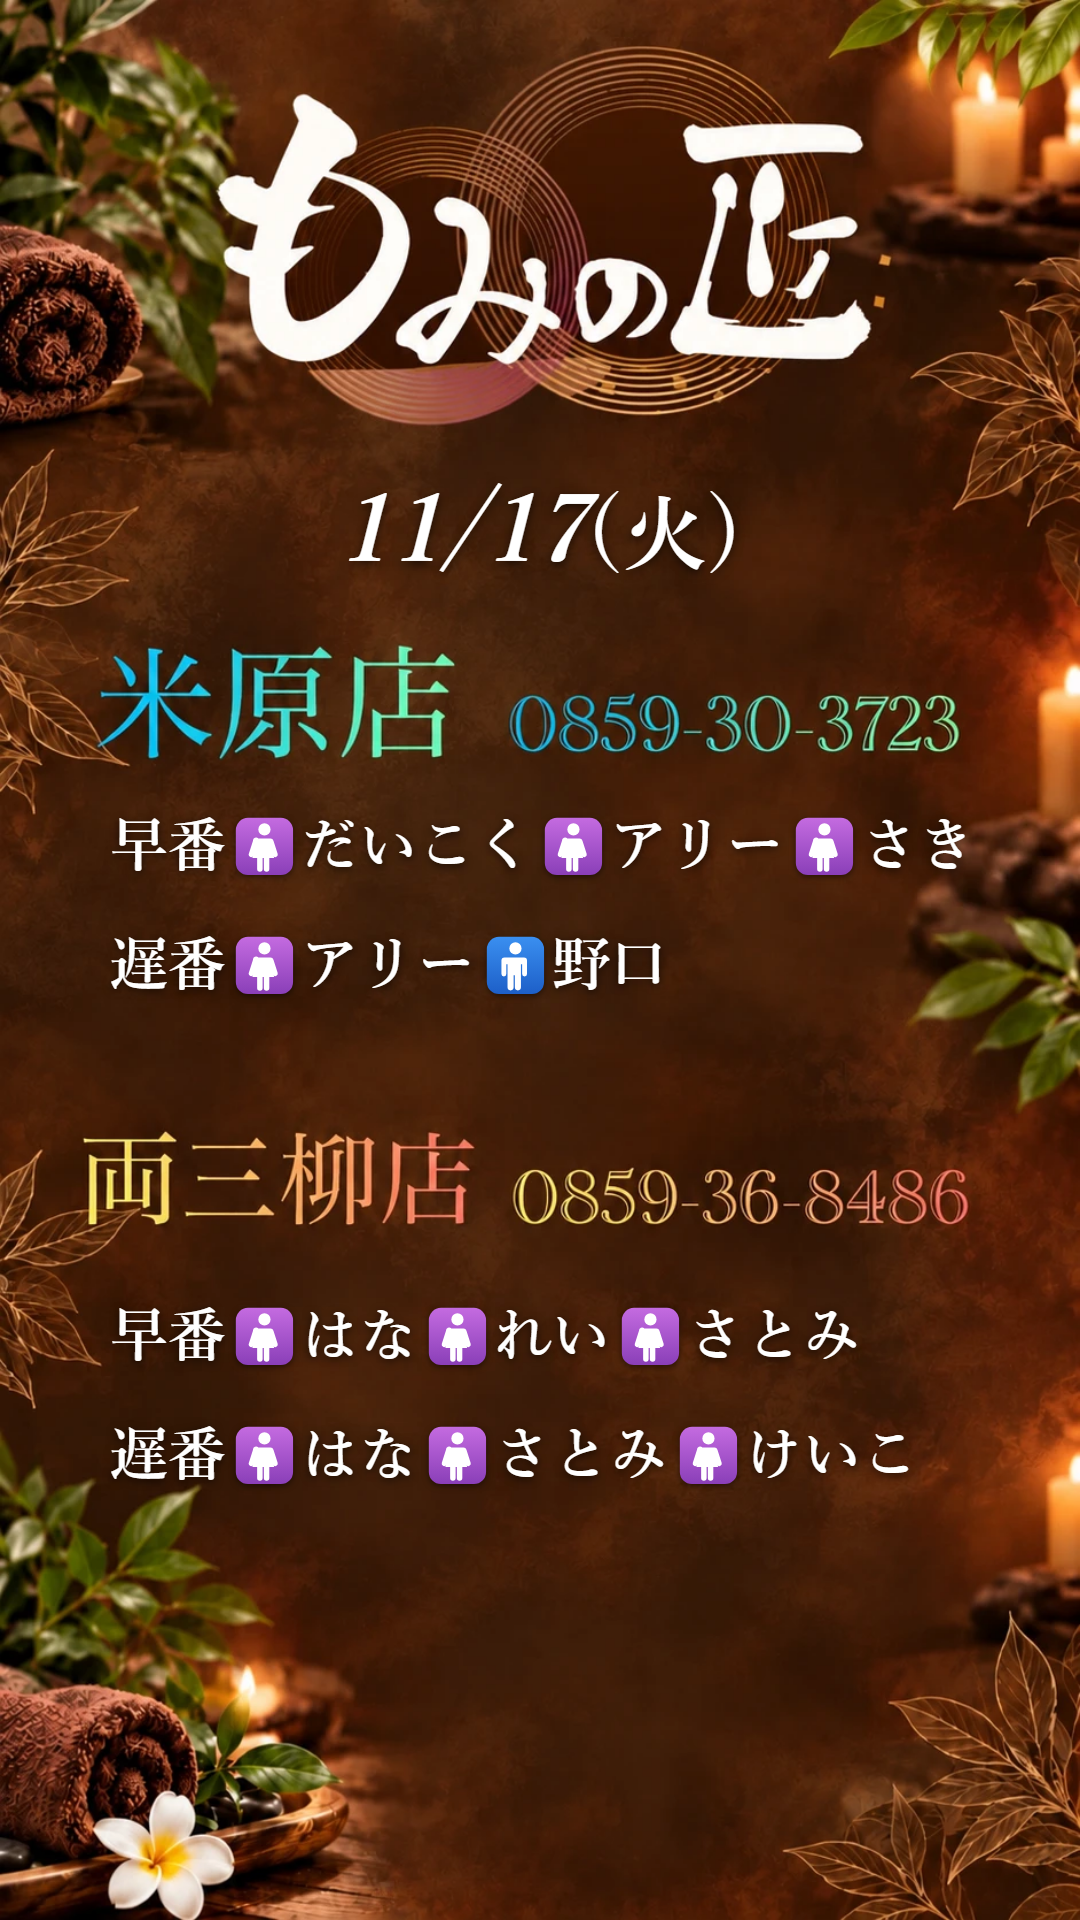 もみの匠
11/17(火)
米原店 0859-30-3723
早番🚺だいこく🚺アリー🚺さき
遅番🚺アリー🚹野口
両三柳店 0859-36-8486
早番🚺はな🚺れい🚺さとみ
遅番🚺はな🚺さとみ🚺けいこ